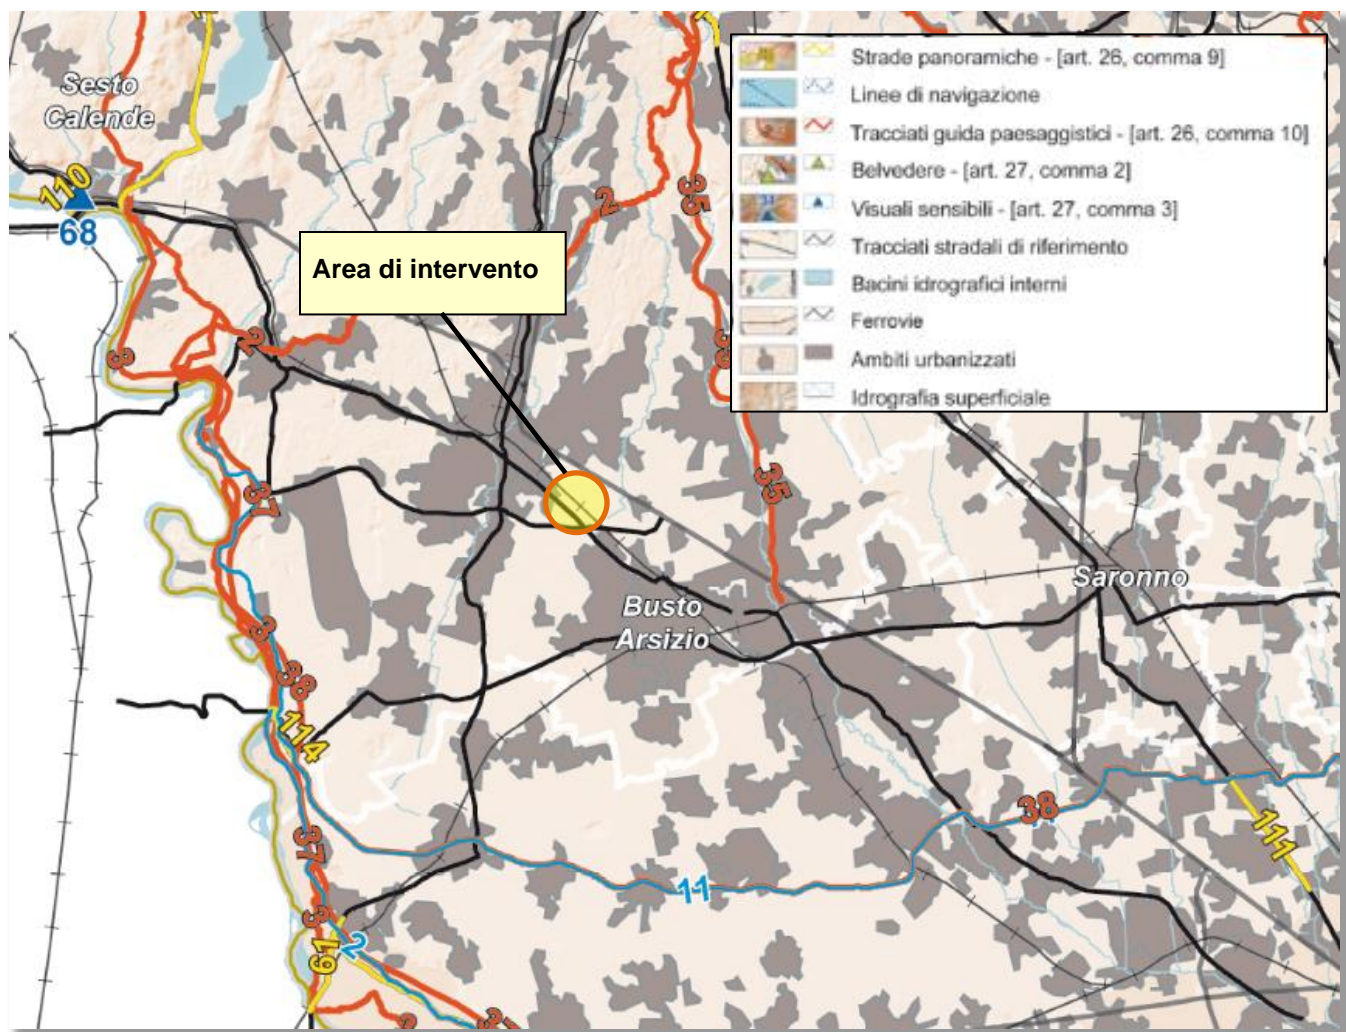 Sesto
Calende
110
68
Area di intervento
2
2
35
35
3
35
37
Saronno
Busto
Arsizio
3
38
114
38
111
37
11
3
61
2
2
37
Strade panoramiche - [art. 26, comma 9]
Linee di navigazione
Tracciati guida paesaggistici - [art. 26, comma 10]
Belvedere - [art. 27, comma 2]
Visuali sensibili - [art. 27, comma 3]
Tracciati stradali di riferimento
Bacini idrografici interni
Ferrovie
Ambiti urbanizzati
Idrografia superficiale